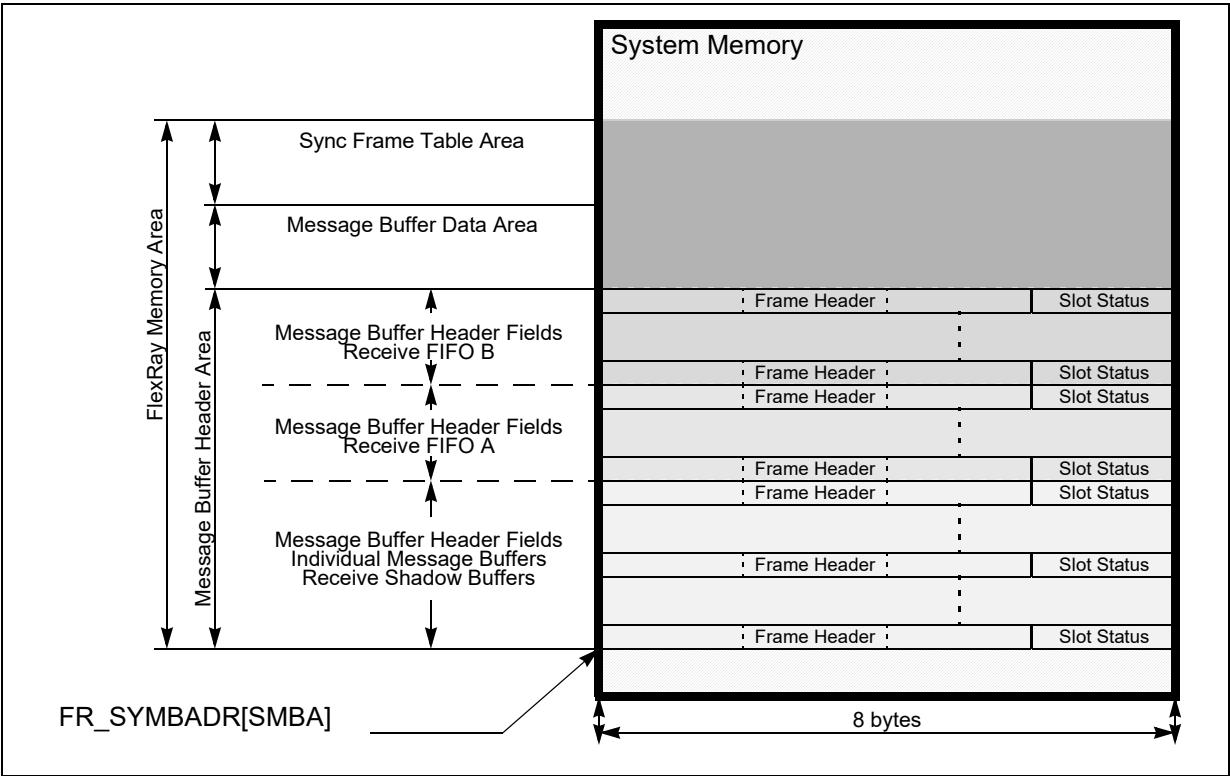 System Memory
Sync Frame Table Area
Message Buffer Data Area
FlexRay Memory Area
Message Buffer Header Area
Frame Header Slot Status
Message Buffer Header Fields
Receive FIFO B
Frame Header Slot Status
Frame Header Slot Status
Message Buffer Header Fields
Receive FIFO A
Frame Header Slot Status
Frame Header Slot Status
Message Buffer Header Fields
Individual Message Buffers
Receive Shadow Buffers
Frame Header Slot Status
Frame Header Slot Status
FR_SYMBADR[SMBA]
8 bytes